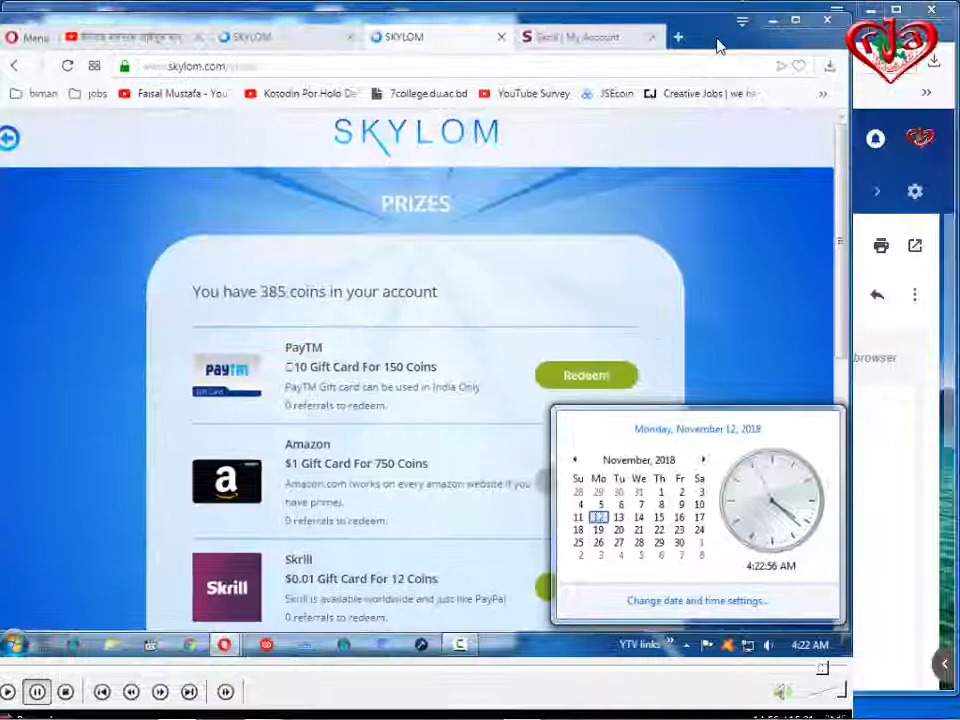 Menu
SKYLOM
SKYLOM
Skrill | My Account
www.skylom.com/
biman
jobs
Faisal Mustafa - You
Kosodin Por Holo De
7college.du.ac.bd
YouTube Survey
JSEcoin
Creative Jobs | we ha
SKYLOM
PRIZES
You have 385 coins in your account
PayTM
▯10 Gift Card For 150 Coins
PayTM Gift card can be used in India Only
0 referrals to redeem.
Redeem
paytm
Gift Card
Amazon
$1 Gift Card For 750 Coins
Amazon.com (works on every amazon website if you
have prime).
0 referrals to redeem.
a
Skrill
$0.01 Gift Card For 12 Coins
Skrill is available worldwide and just like PayPal
0 referrals to redeem.
Skrill
Monday, November 12, 2018
November, 2018
Su Mo Tu We Th Fr Sa
28 29 30 31 1 2 3
4 5 6 7 8 9 10
11 12 13 14 15 16 17
18 19 20 21 22 23 24
25 26 27 28 29 30 1
2 3 4 5 6 7 8
4:22:56 AM
Change date and time settings...
YTV links
4:22 AM
browser